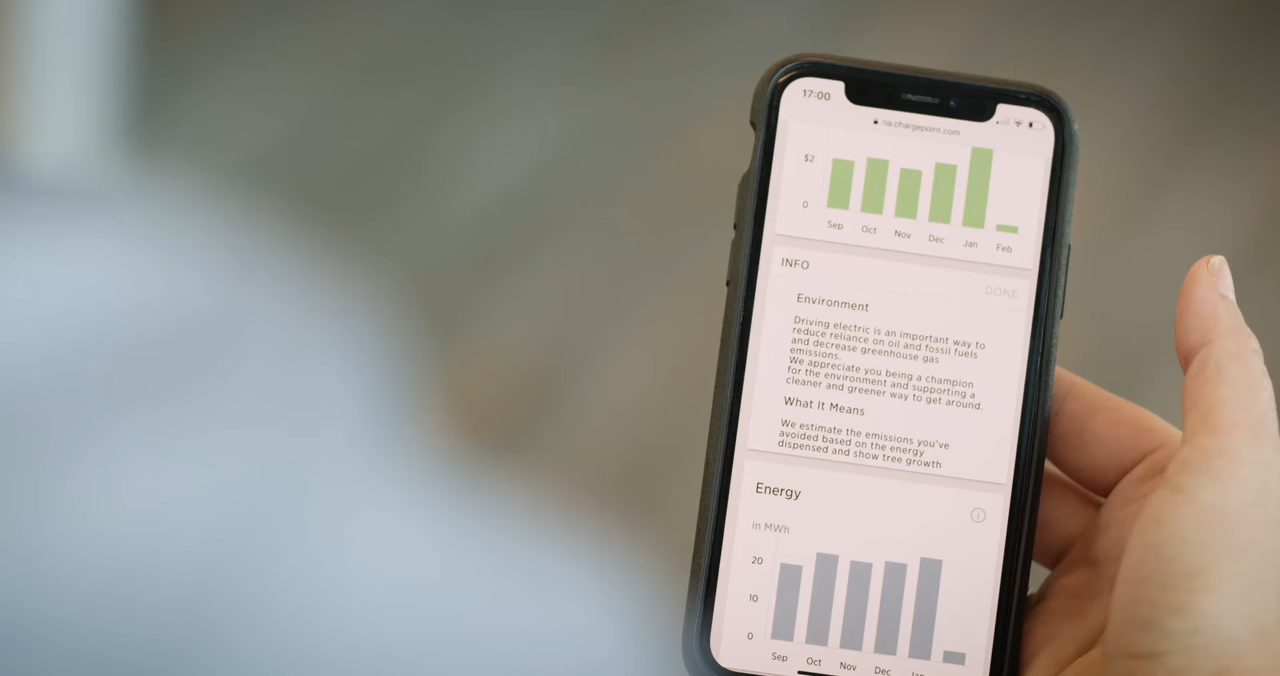 17:00
na.chargepoint.com
$2
0
Sep Oct Nov Dec Jan Feb
INFO
DONE
Environment
Driving electric is an important way to
reduce reliance on oil and fossil fuels
and decrease greenhouse gas
emissions.
We appreciate you being a champion
for the environment and supporting a
cleaner and greener way to get around.
What It Means
We estimate the emissions you've
avoided based on the energy
dispensed and show tree growth
Energy
in MWh
20
10
0
Sep Oct Nov Dec